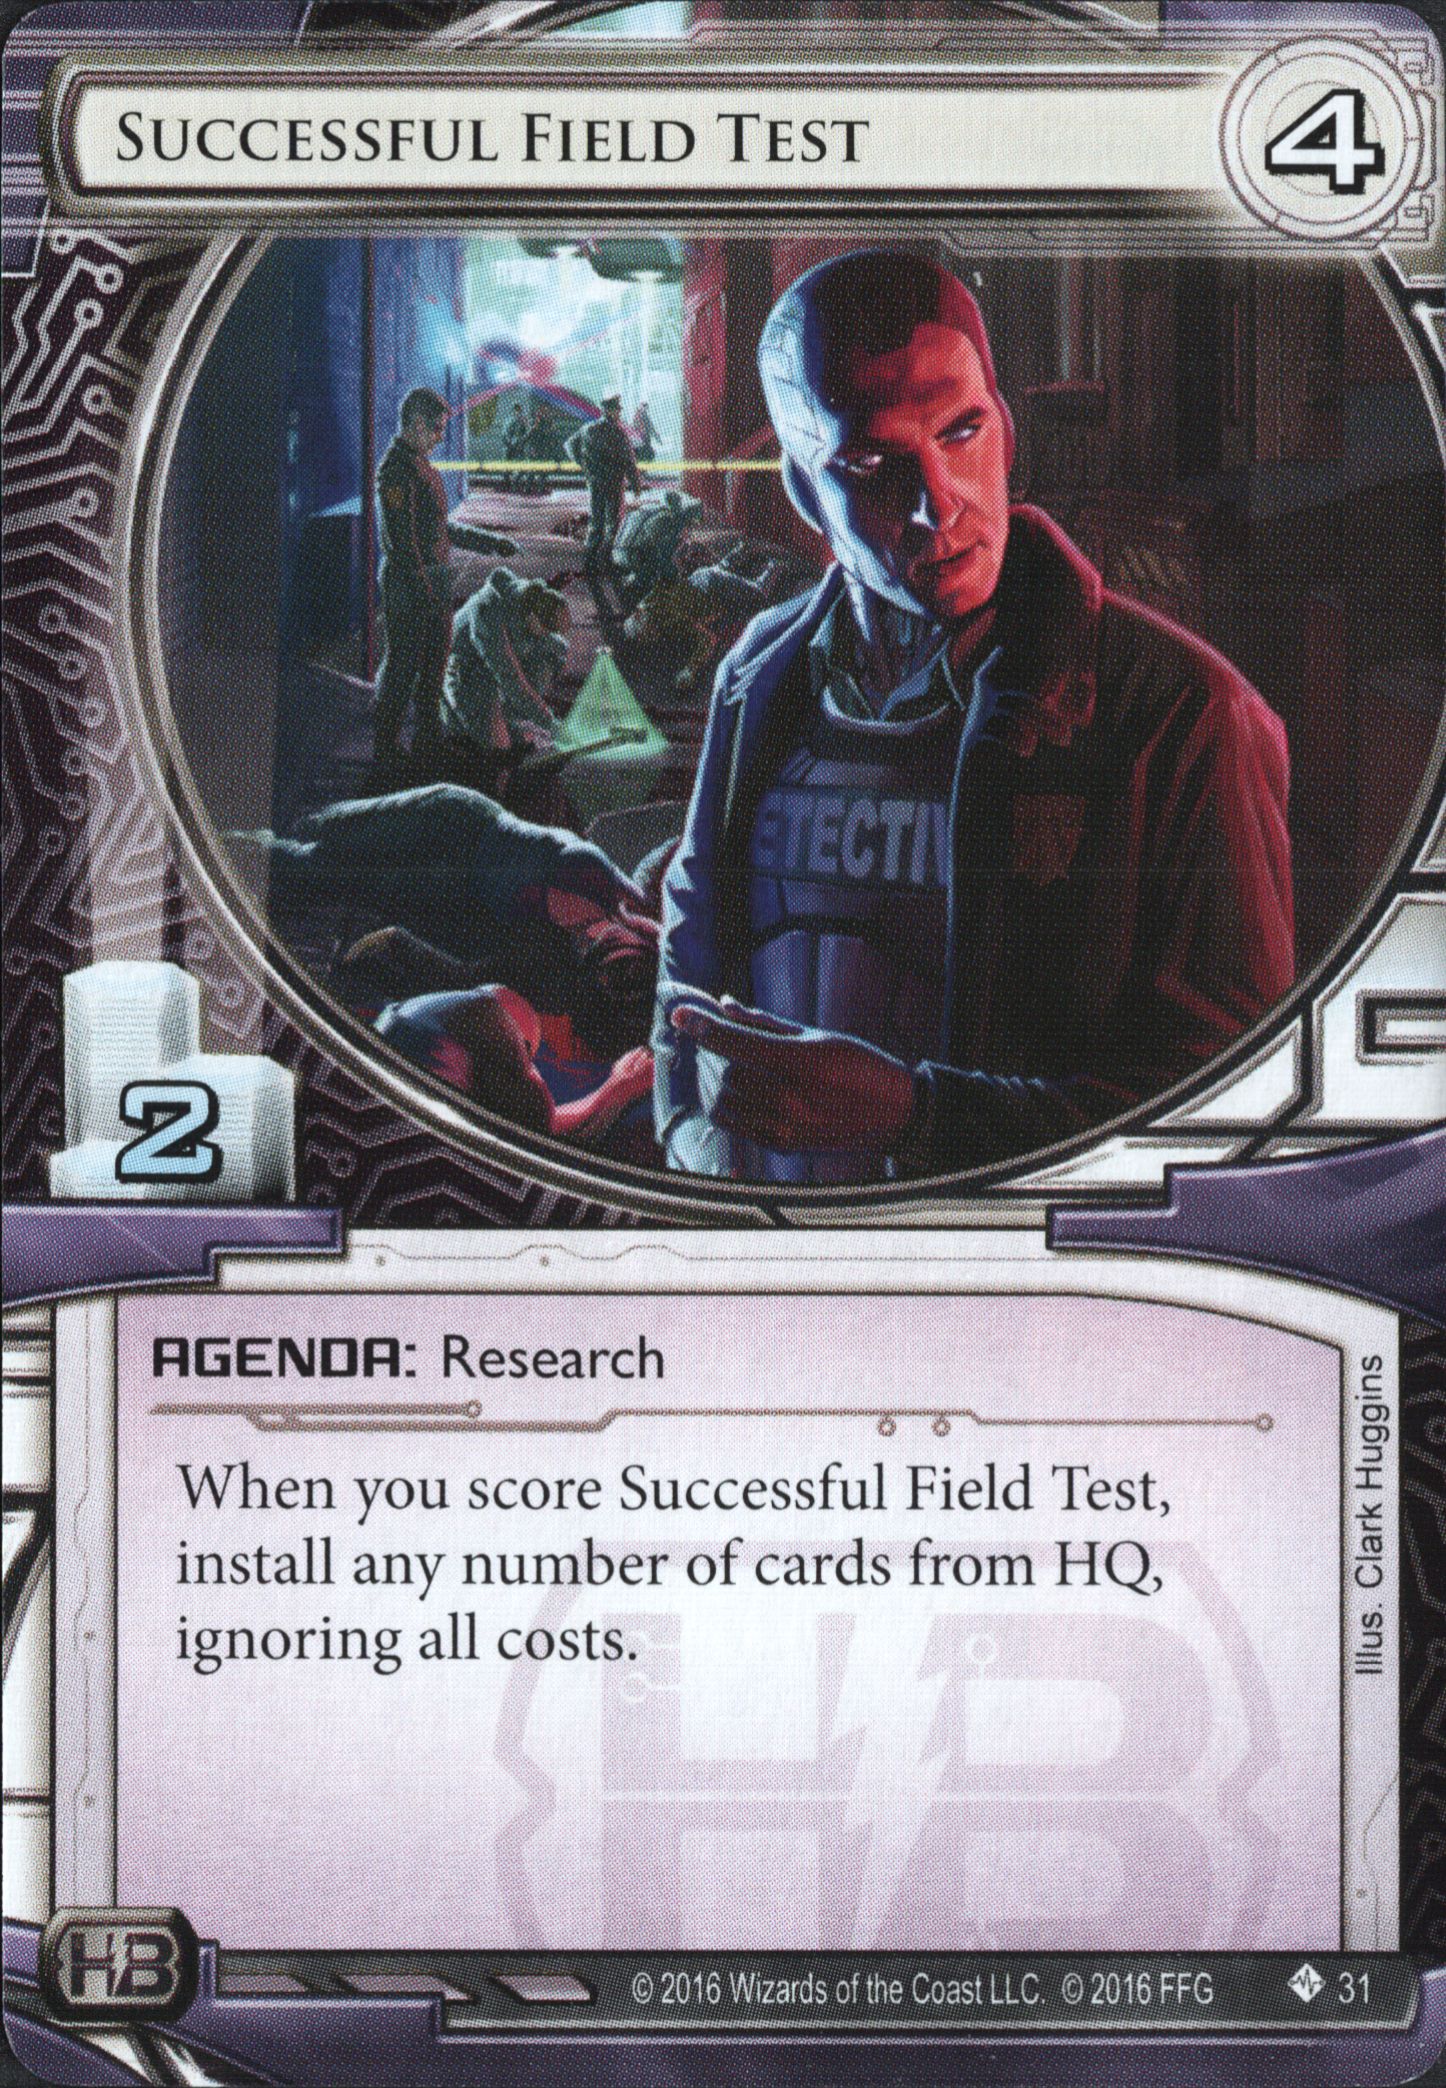 Successful Field Test
4
ETECTIV
2
AGENDA: Research
When you score Successful Field Test,
install any number of cards from HQ,
ignoring all costs.
Illus. Clark Huggins
HB
HB
© 2016 Wizards of the Coast LLC. © 2016 FFG
31